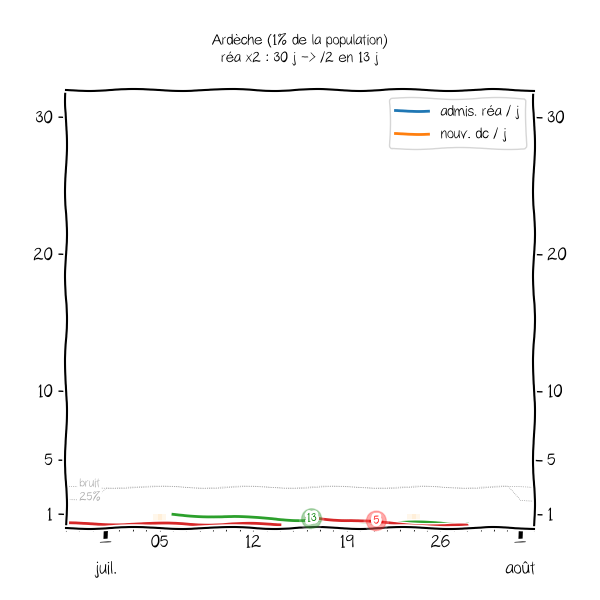 Ardèche (1% de la population)
réa x2 : 30 j -> /2 en 13 j
admis. réa / j
nouv. dc / j
30 30
20 20
10 10
5 5
bruit
25%
1 1
13 5
05 12 19 26
juil. août